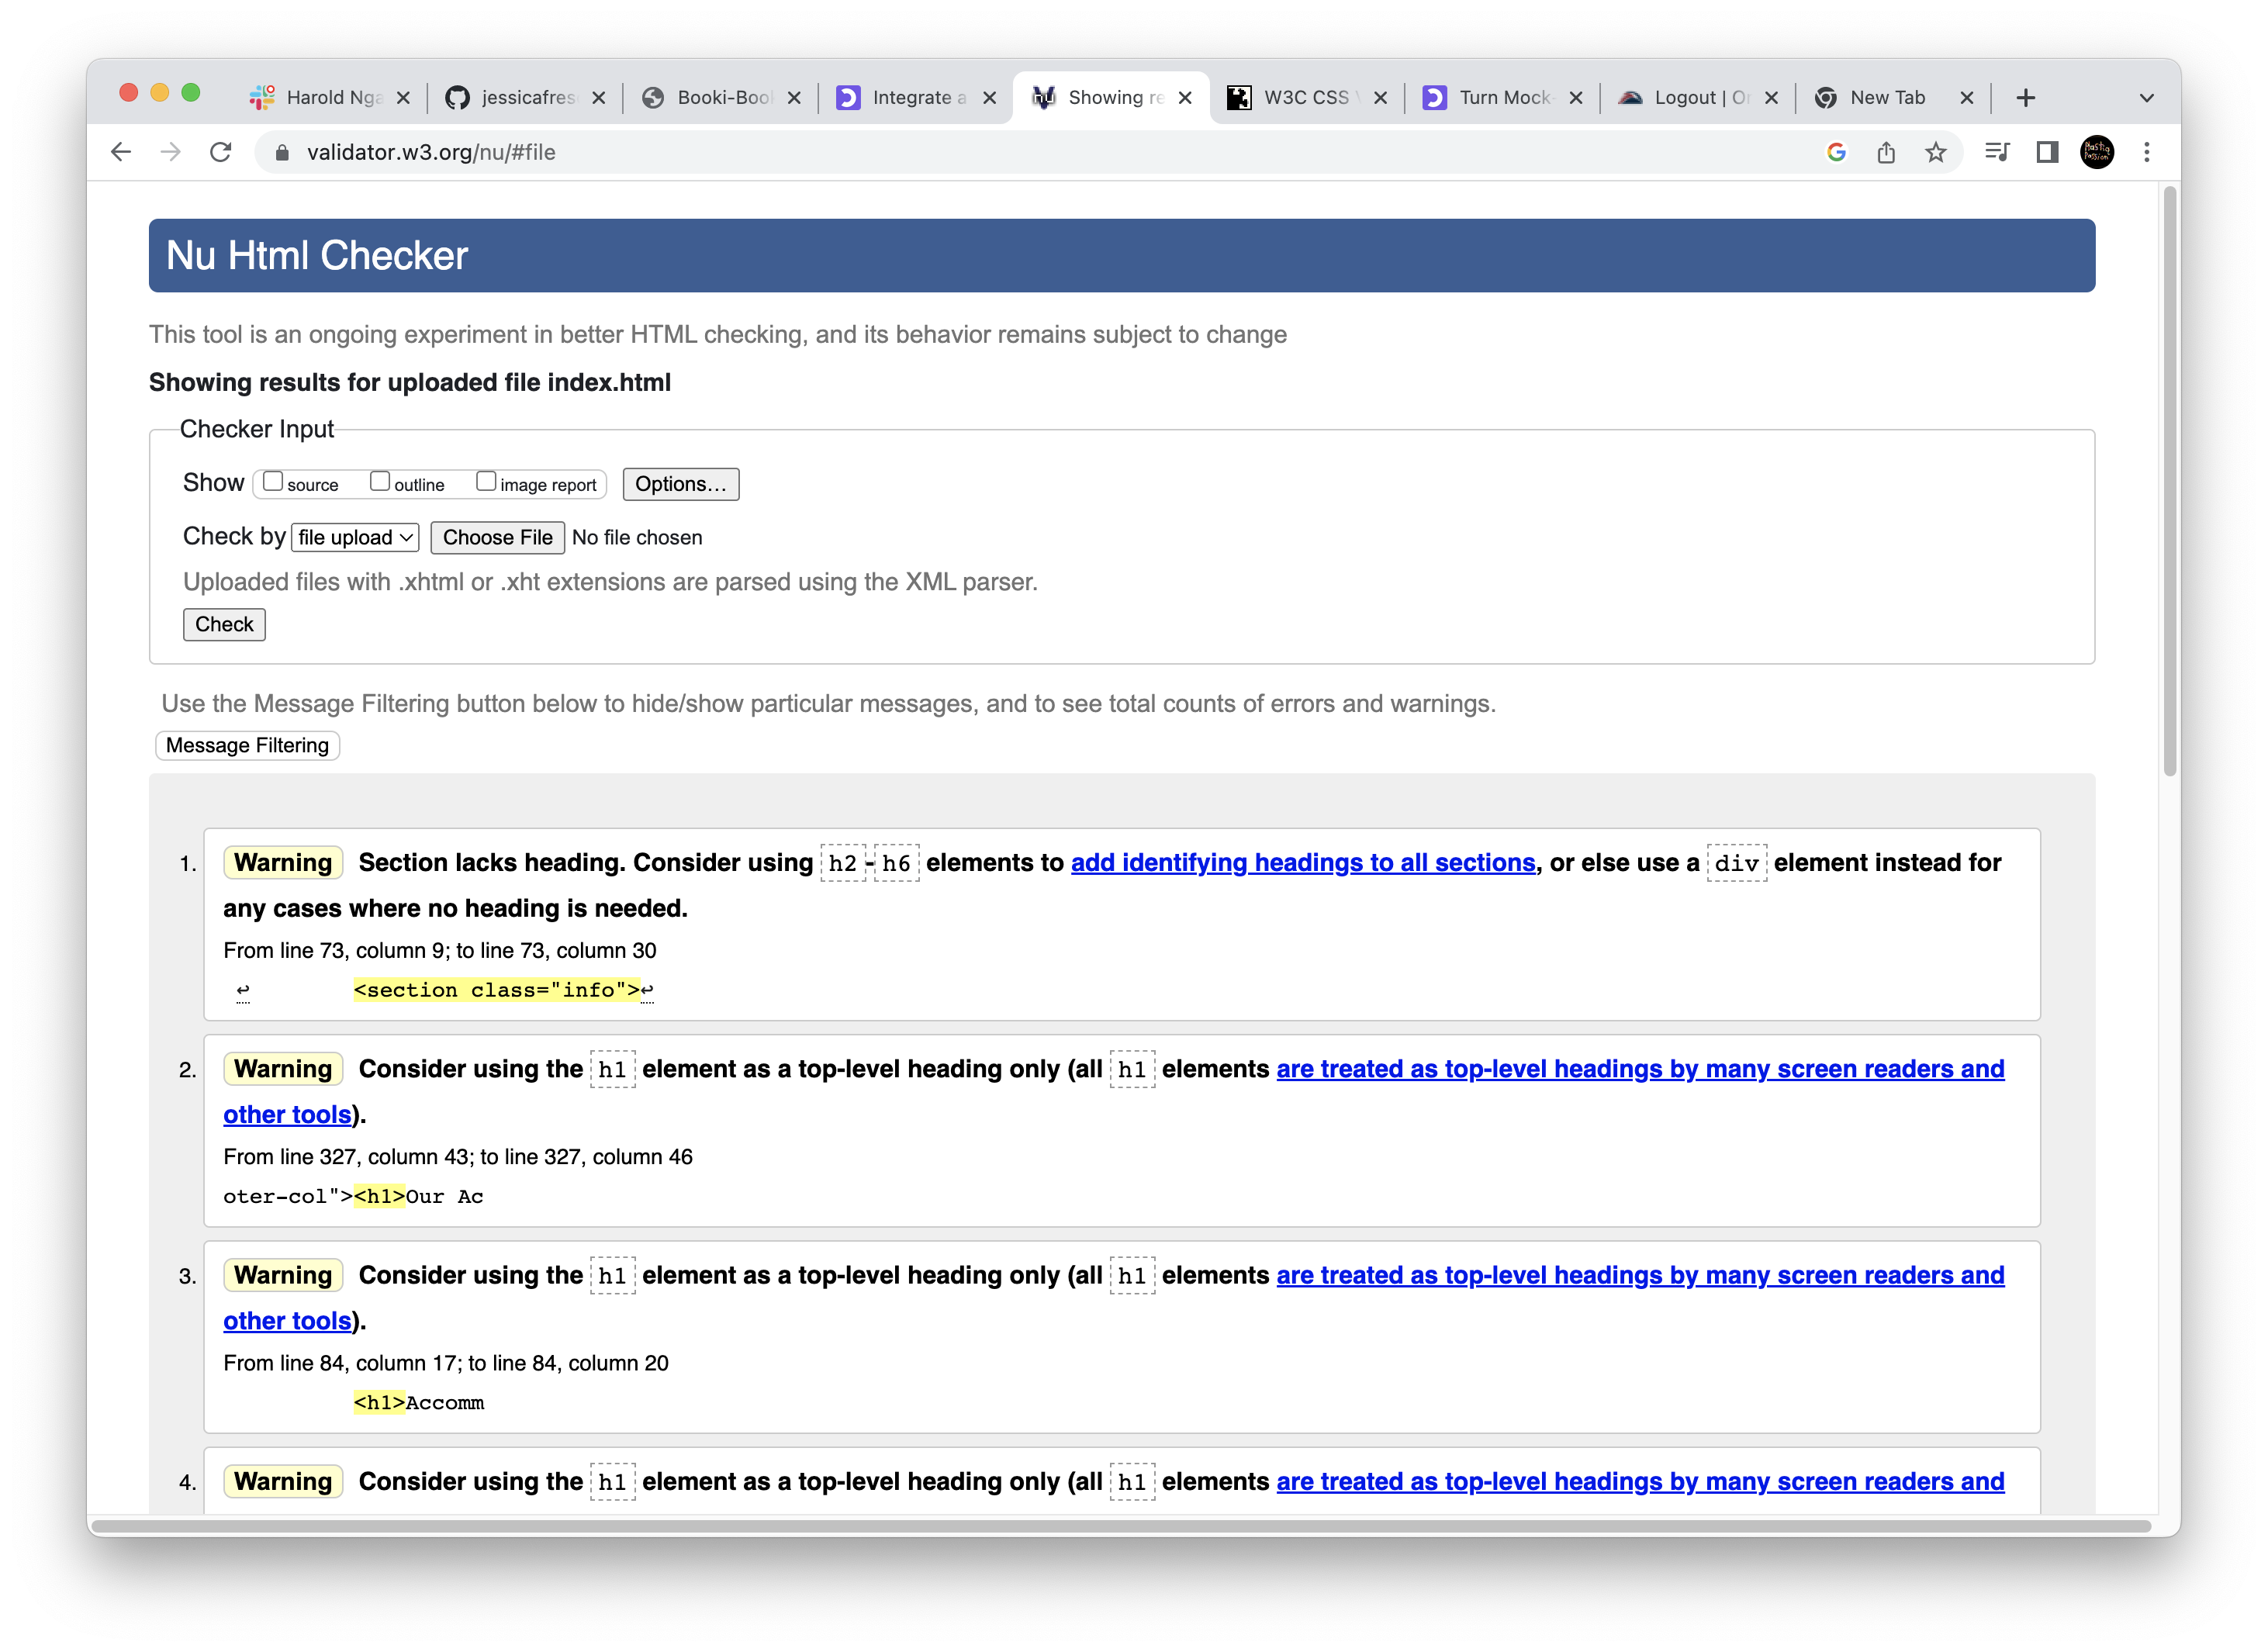 Harold Nga
jessicafres
Booki-Boo
Integrate a
Showing re
W3C CSS
Turn Mock-
Logout | O
New Tab
validator.w3.org/nu/#file
Nu Html Checker
This tool is an ongoing experiment in better HTML checking, and its behavior remains subject to change
Showing results for uploaded file index.html
Checker Input
Show source outline image report Options...
Check by file upload Choose File No file chosen
Uploaded files with .xhtml or .xht extensions are parsed using the XML parser.
Check
Use the Message Filtering button below to hide/show particular messages, and to see total counts of errors and warnings.
Message Filtering
1. Warning Section lacks heading. Consider using h2-h6 elements to add identifying headings to all sections, or else use a div element instead for
any cases where no heading is needed.
From line 73, column 9; to line 73, column 30
↩ <section class="info">↩
2. Warning Consider using the h1 element as a top-level heading only (all h1 elements are treated as top-level headings by many screen readers and
other tools).
From line 327, column 43; to line 327, column 46
oter-col"><h1>Our Ac
3. Warning Consider using the h1 element as a top-level heading only (all h1 elements are treated as top-level headings by many screen readers and
other tools).
From line 84, column 17; to line 84, column 20
<h1>Accomm
4. Warning Consider using the h1 element as a top-level heading only (all h1 elements are treated as top-level headings by many screen readers and